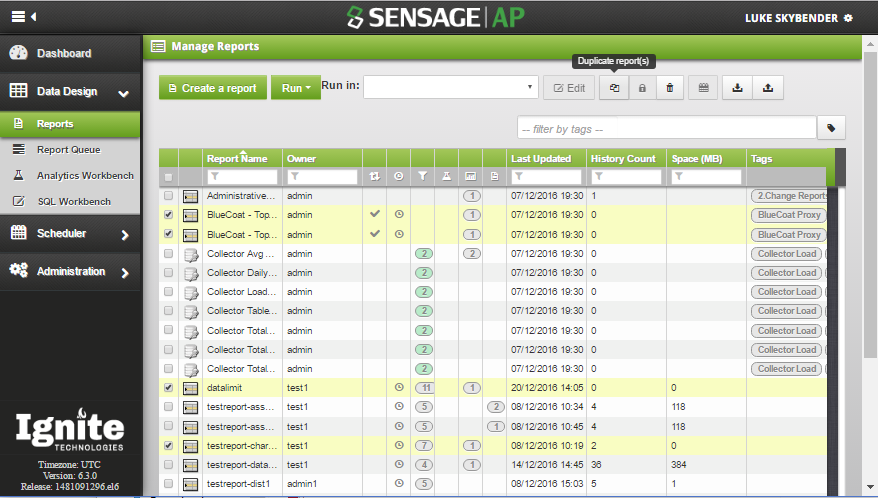 SENSAGE AP
LUKE SKYBENDER
Dashboard
Data Design
Reports
Report Queue
Analytics Workbench
SQL Workbench
Scheduler
Administration
Ignite
TECHNOLOGIES
Timezone: UTC
Version: 6.3.0
Release: 1481091296.el6
Manage Reports
Duplicate report(s)
Create a report Run Run in: Edit
-- filter by tags --
Report Name Owner Last Updated History Count Space (MB) Tags
Administrative... admin 1 07/12/2016 19:30 1 2.Change Reports
BlueCoat - Top... admin 1 07/12/2016 19:30 0 BlueCoat Proxy
BlueCoat - Top... admin 1 07/12/2016 19:30 0 BlueCoat Proxy
Collector Avg ... admin 2 2 07/12/2016 19:30 0 Collector Load
Collector Daily... admin 2 07/12/2016 19:30 0 Collector Load
Collector Load... admin 2 07/12/2016 19:30 0 Collector Load
Collector Table... admin 2 07/12/2016 19:30 0 Collector Load
Collector Total... admin 2 07/12/2016 19:30 0 Collector Load
Collector Total... admin 2 07/12/2016 19:30 0 Collector Load
Collector Total... admin 2 07/12/2016 19:30 0 Collector Load
datalimit test1 11 1 20/12/2016 14:05 0 0
testreport-ass... test1 5 2 08/12/2016 10:34 4 118
testreport-ass... test1 5 1 08/12/2016 10:45 4 118
testreport-char... test1 7 1 08/12/2016 10:19 2 0
testreport-data... test1 4 1 14/12/2016 14:45 36 384
testreport-dist1 admin1 5 08/12/2016 15:03 5 1